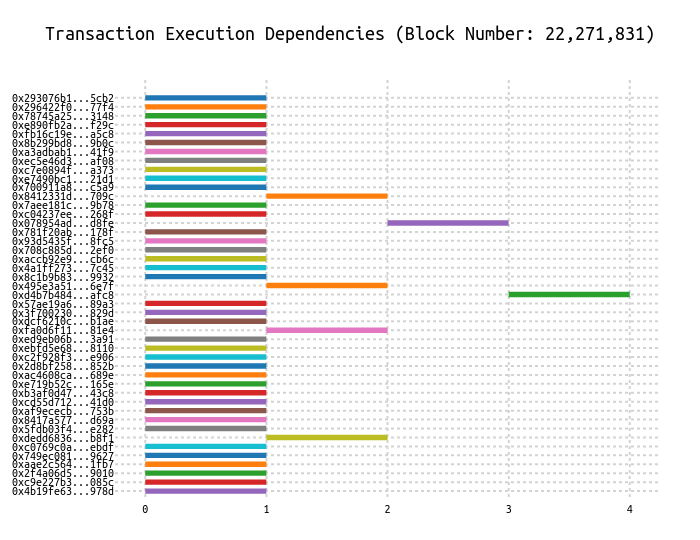 Transaction Execution Dependencies (Block Number: 22,271,831)
0x293076b1...5cb2
0x296422f0...77f4
0x78745a25...3148
0xe890fb2a...f29c
0xfb16c19e...a5c8
0x8b299bd8...9b0c
0xa3adbab1...41f9
0xec5e46d3...af08
0xc7e0894f...a373
0xe7490bc1...21d1
0x700911a8...c5a9
0x8412331d...709c
0x7aee181c...9b78
0xc04237ee...268f
0x078954ad...d8fe
0x781f20ab...178f
0x93d5435f...8fc5
0x708c885d...2ef0
0xaccb92e9...cb6c
0x4a1ff273...7c45
0x8c1b9b83...9932
0x495e3a51...6e7f
0xd4b7b484...afc8
0x57ae19a6...89a3
0x3f700230...829d
0xdcf6210c...b1ae
0xfa0d6f11...81e4
0xed9eb06b...3a91
0xebfd5e68...8110
0xc2f928f3...e906
0x2d8bf258...852b
0xac4608ca...689e
0xe719b52c...165e
0xb3af0d47...43c8
0xcd55d712...41d0
0xaf9ececb...753b
0x8417a577...d69a
0x5fdb03f4...e282
0xdedd6836...b8f1
0xc0769c0a...ebdf
0x749ec081...9627
0xaae2c564...1fb7
0x2f4a06d5...9010
0xc9e227b3...085c
0x4b19fe63...978d
0 1 2 3 4